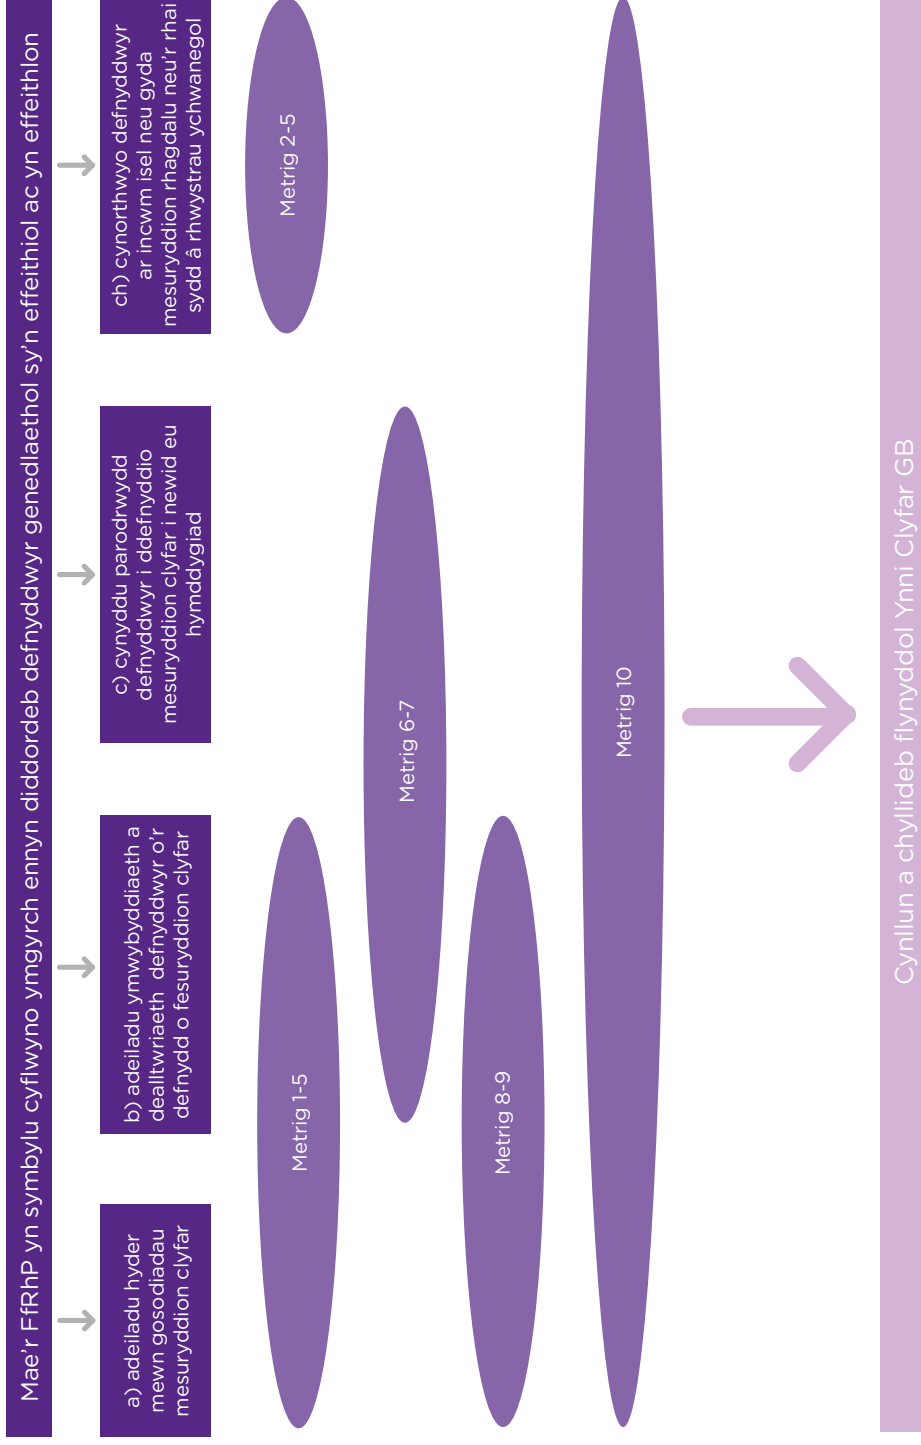 Mae'r FfRhP yn symbylu cyflwyno ymgyrch ennyn diddordeb defnyddwyr genedlaethol sy'n effeithiol ac yn effeithlon
a) adeiladu hyder
mewn gosodiadau
mesuryddion clyfar
b) adeiladu ymwybyddiaeth a
dealltwriaeth defnyddwyr o'r
defnydd o fesuryddion clyfar
c) cynyddu parodrwydd
defnyddwyr i ddefnyddio
mesuryddion clyfar i newid eu
hymddygiad
ch) cynorthwyo defnyddwyr
ar incwm isel neu gyda
mesuryddion rhagdalu neu'r rhai
sydd â rhwystrau ychwanegol
Metrig 1-5
Metrig 2-5
Metrig 6-7
Metrig 8-9
Metrig 10
Cynllun a chyllideb flynyddol Ynni Clyfar GB